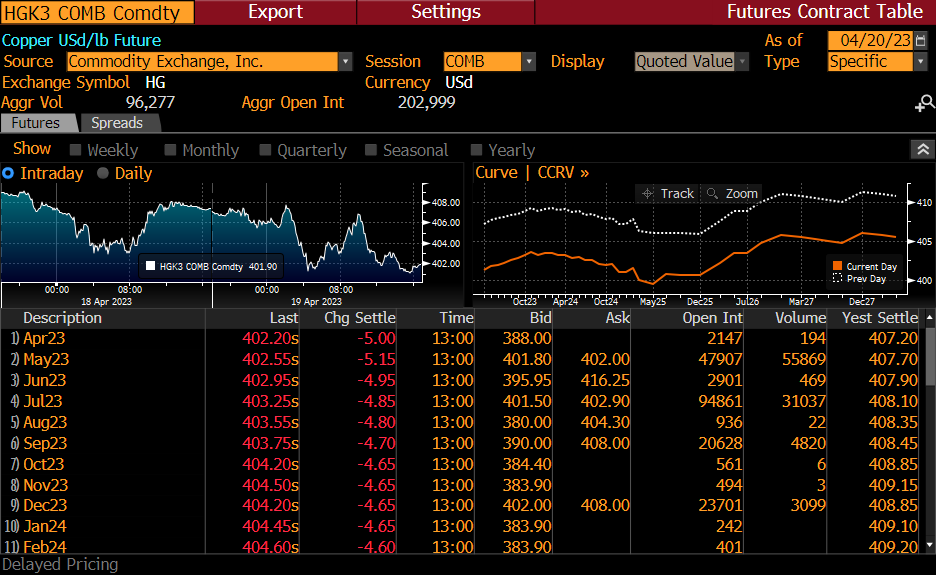 HGK3 COMB Comdty Export Settings Futures Contract Table
Copper USd/lb Future As of 04/20/23
Source Commodity Exchange, Inc. Session COMB Display Quoted Value Type Specific
Exchange Symbol HG Currency USd
Aggr Vol 96,277 Aggr Open Int 202,999
Futures Spreads
Show Weekly Monthly Quarterly Seasonal Yearly
Intraday Daily Curve | CCRV »
Track Zoom
408.00
406.00
404.00
402.00
HGK3 COMB Comdty 401.90
00:00 08:00 00:00 08:00
18 Apr 2023 19 Apr 2023
410
405
400
Current Day
Prev Day
Oct23 Apr24 Oct24 May25 Dec25 Jul26 Mar27 Dec27
Description Last Chg Settle Time Bid Ask Open Int Volume Yest Settle
1) Apr23 402.20s -5.00 13:00 388.00 2147 194 407.20
2) May23 402.55s -5.15 13:00 401.80 402.00 47907 55869 407.70
3) Jun23 402.95s -4.95 13:00 395.95 416.25 2901 469 407.90
4) Jul23 403.25s -4.85 13:00 401.50 402.90 94861 31037 408.10
5) Aug23 403.55s -4.80 13:00 380.00 404.30 936 22 408.35
6) Sep23 403.75s -4.70 13:00 390.00 408.00 20628 4820 408.45
7) Oct23 404.20s -4.65 13:00 384.40 561 6 408.85
8) Nov23 404.50s -4.65 13:00 383.90 494 3 409.15
9) Dec23 404.20s -4.65 13:00 402.00 408.00 23701 3099 408.85
10) Jan24 404.45s -4.65 13:00 383.90 242 409.10
11) Feb24 404.60s -4.60 13:00 383.90 401 409.20
Delayed Pricing